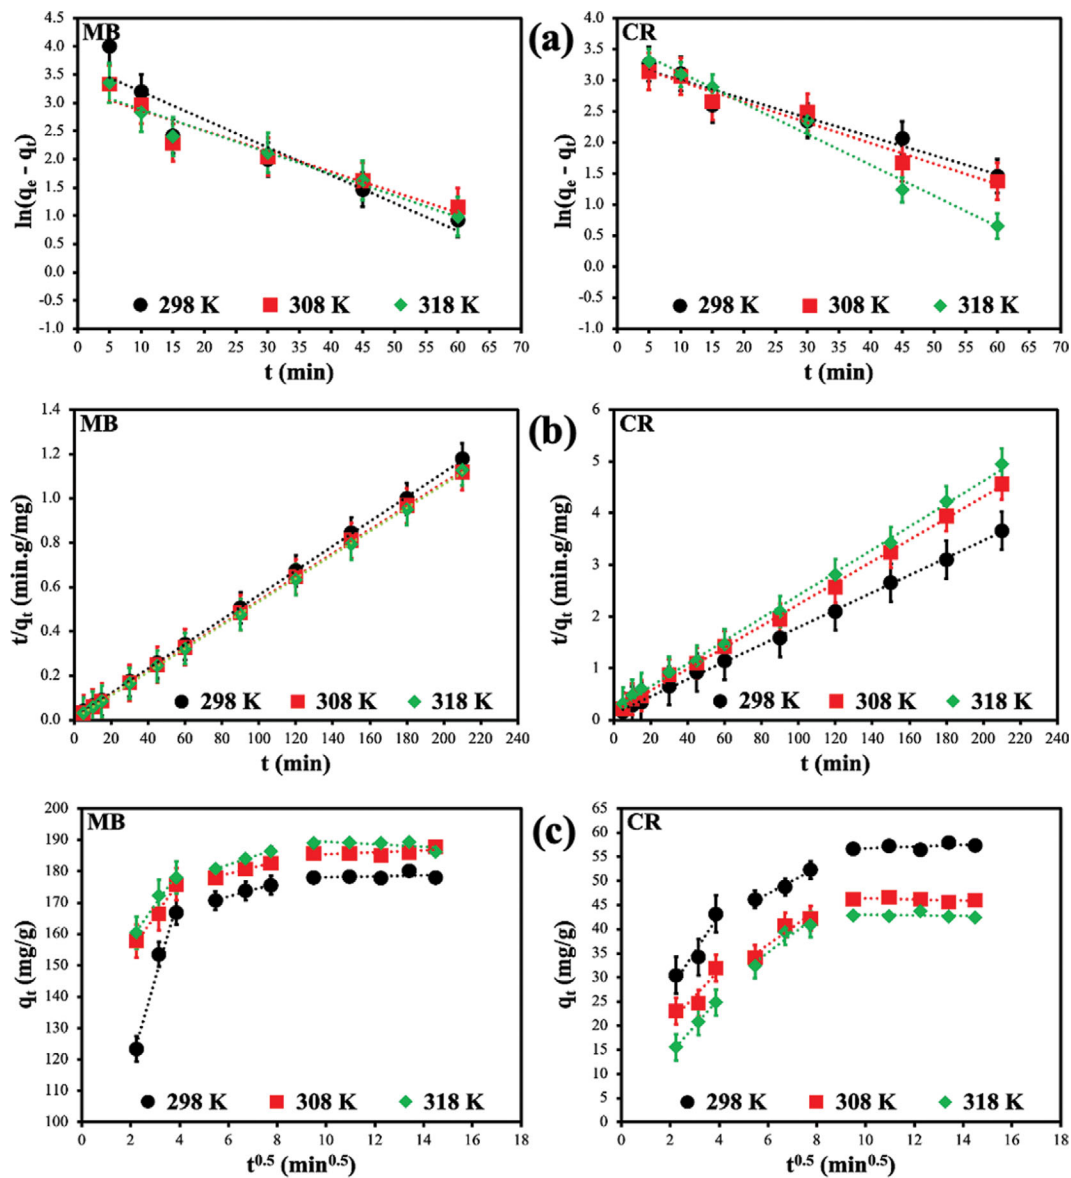 MB
(a)
CR
4.5
4.0
3.5
3.0
2.5
2.0
1.5
1.0
0.5
0.0
-0.5
-1.0
ln(qe - qt)
298 K 308 K 318 K
0 5 10 15 20 25 30 35 40 45 50 55 60 65 70
t (min)
4.0
3.5
3.0
2.5
2.0
1.5
1.0
0.5
0.0
-0.5
-1.0
ln(qe - qt)
298 K 308 K 318 K
0 5 10 15 20 25 30 35 40 45 50 55 60 65 70
t (min)
MB
(b)
CR
1.4
1.2
1.0
0.8
0.6
0.4
0.2
0.0
t/qt (min.g/mg)
298 K 308 K 318 K
0 20 40 60 80 100 120 140 160 180 200 220 240
t (min)
6
5
4
3
2
1
0
t/qt (min.g/mg)
298 K 308 K 318 K
0 20 40 60 80 100 120 140 160 180 200 220 240
t (min)
MB
(c)
CR
200
190
180
170
160
150
140
130
120
110
100
qt (mg/g)
298 K 308 K 318 K
0 2 4 6 8 10 12 14 16 18
t0.5 (min0.5)
65
60
55
50
45
40
35
30
25
20
15
10
5
0
qt (mg/g)
298 K 308 K 318 K
0 2 4 6 8 10 12 14 16 18
t0.5 (min0.5)